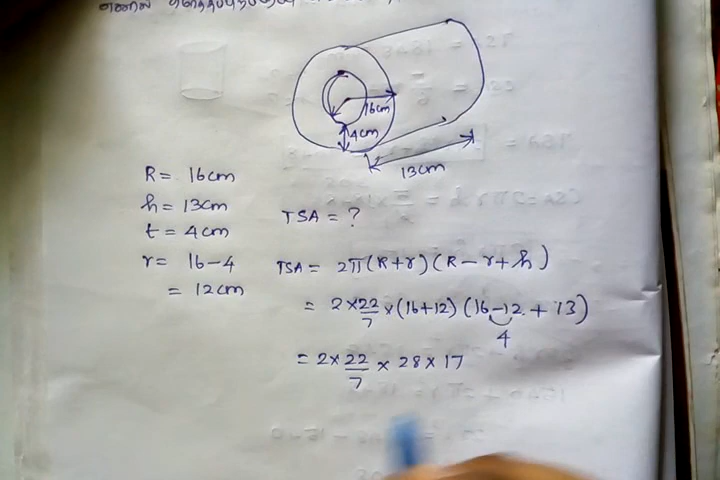 16cm
4cm
13cm
R = 16cm
h = 13cm
TSA = ?
t = 4cm
r = 16-4
TSA = 2π(R+r)(R-r+h)
= 12cm
= 2×22/7×(16+12)(16-12+13)
4
= 2×22/7×28×17